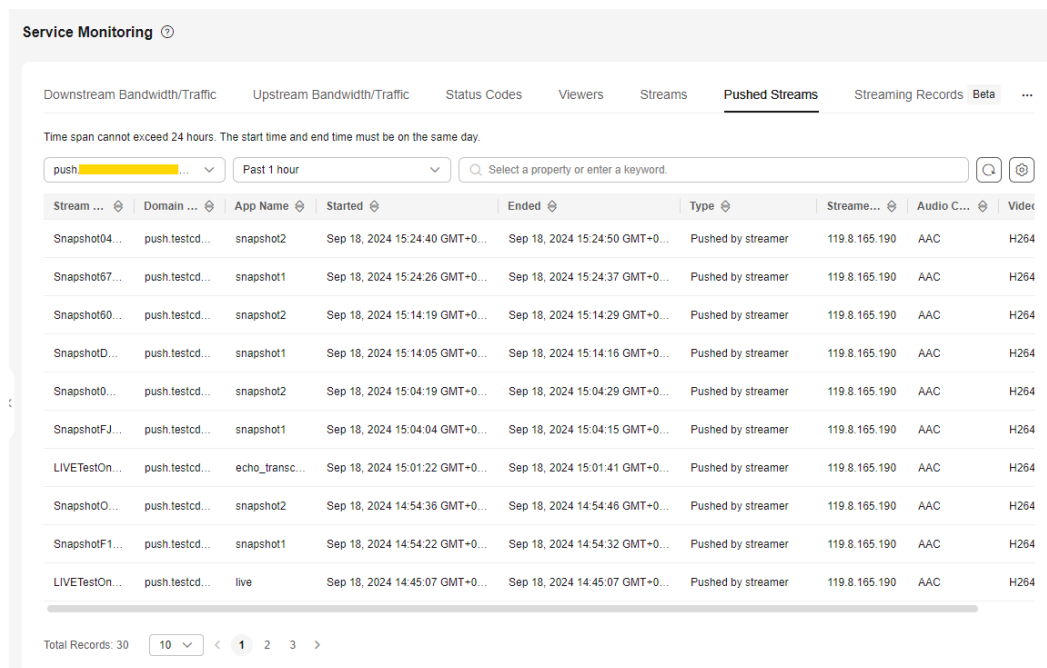 Service Monitoring ?
Downstream Bandwidth/Traffic Upstream Bandwidth/Traffic Status Codes Viewers Streams Pushed Streams Streaming Records Beta ...
Time span cannot exceed 24 hours. The start time and end time must be on the same day.
push. ... Past 1 hour Select a property or enter a keyword.
Stream ... Domain ... App Name Started Ended Type Streame... Audio C... Video
Snapshot04... push.testcd... snapshot2 Sep 18, 2024 15:24:40 GMT+0... Sep 18, 2024 15:24:50 GMT+0... Pushed by streamer 119.8.165.190 AAC H264
Snapshot67... push.testcd... snapshot1 Sep 18, 2024 15:24:26 GMT+0... Sep 18, 2024 15:24:37 GMT+0... Pushed by streamer 119.8.165.190 AAC H264
Snapshot60... push.testcd... snapshot2 Sep 18, 2024 15:14:19 GMT+0... Sep 18, 2024 15:14:29 GMT+0... Pushed by streamer 119.8.165.190 AAC H264
SnapshotD... push.testcd... snapshot1 Sep 18, 2024 15:14:05 GMT+0... Sep 18, 2024 15:14:16 GMT+0... Pushed by streamer 119.8.165.190 AAC H264
Snapshot0... push.testcd... snapshot2 Sep 18, 2024 15:04:19 GMT+0... Sep 18, 2024 15:04:29 GMT+0... Pushed by streamer 119.8.165.190 AAC H264
SnapshotFJ... push.testcd... snapshot1 Sep 18, 2024 15:04:04 GMT+0... Sep 18, 2024 15:04:15 GMT+0... Pushed by streamer 119.8.165.190 AAC H264
LIVETestOn... push.testcd... echo_transc... Sep 18, 2024 15:01:22 GMT+0... Sep 18, 2024 15:01:41 GMT+0... Pushed by streamer 119.8.165.190 AAC H264
SnapshotO... push.testcd... snapshot2 Sep 18, 2024 14:54:36 GMT+0... Sep 18, 2024 14:54:46 GMT+0... Pushed by streamer 119.8.165.190 AAC H264
SnapshotF1... push.testcd... snapshot1 Sep 18, 2024 14:54:22 GMT+0... Sep 18, 2024 14:54:32 GMT+0... Pushed by streamer 119.8.165.190 AAC H264
LIVETestOn... push.testcd... live Sep 18, 2024 14:45:07 GMT+0... Sep 18, 2024 14:45:07 GMT+0... Pushed by streamer 119.8.165.190 AAC H264
Total Records: 30 10 < 1 2 3 >